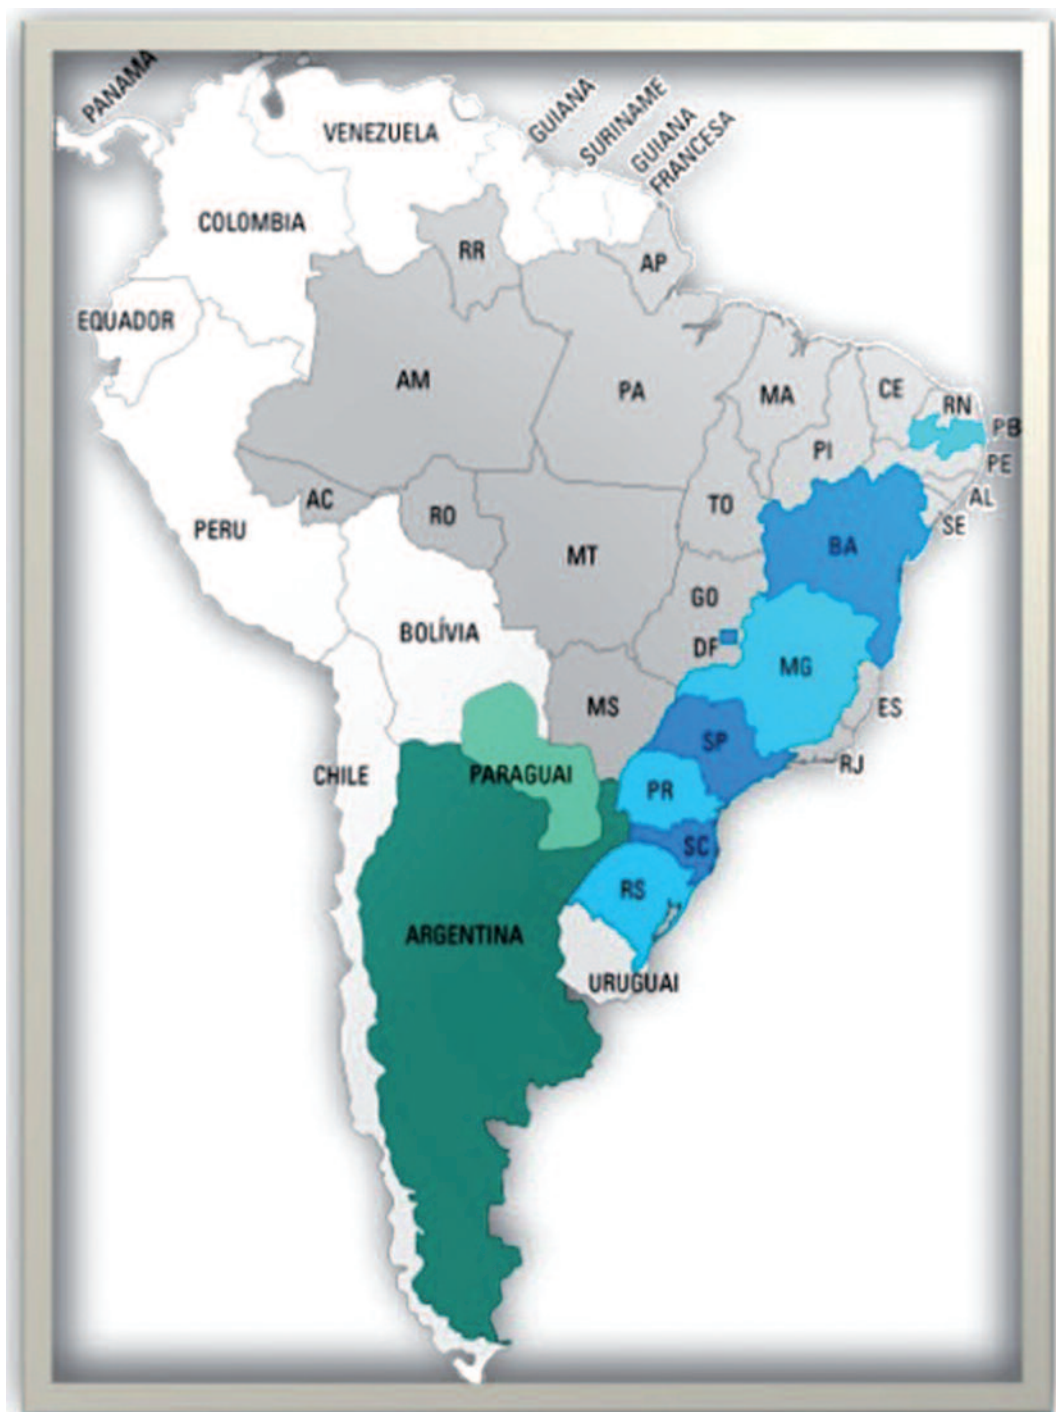 PANAMA
VENEZUELA
GUIANA
SURINAME
GUIANA
FRANCESA
COLOMBIA
RR
AP
EQUADOR
AM
PA
MA
CE
RN
PB
PI
PE
AC
RO
TO
AL
SE
PERU
MT
BA
GO
BOLÍVIA
DF
MG
MS
ES
SP
CHILE
PARAGUAI
RJ
PR
SC
RS
ARGENTINA
URUGUAI